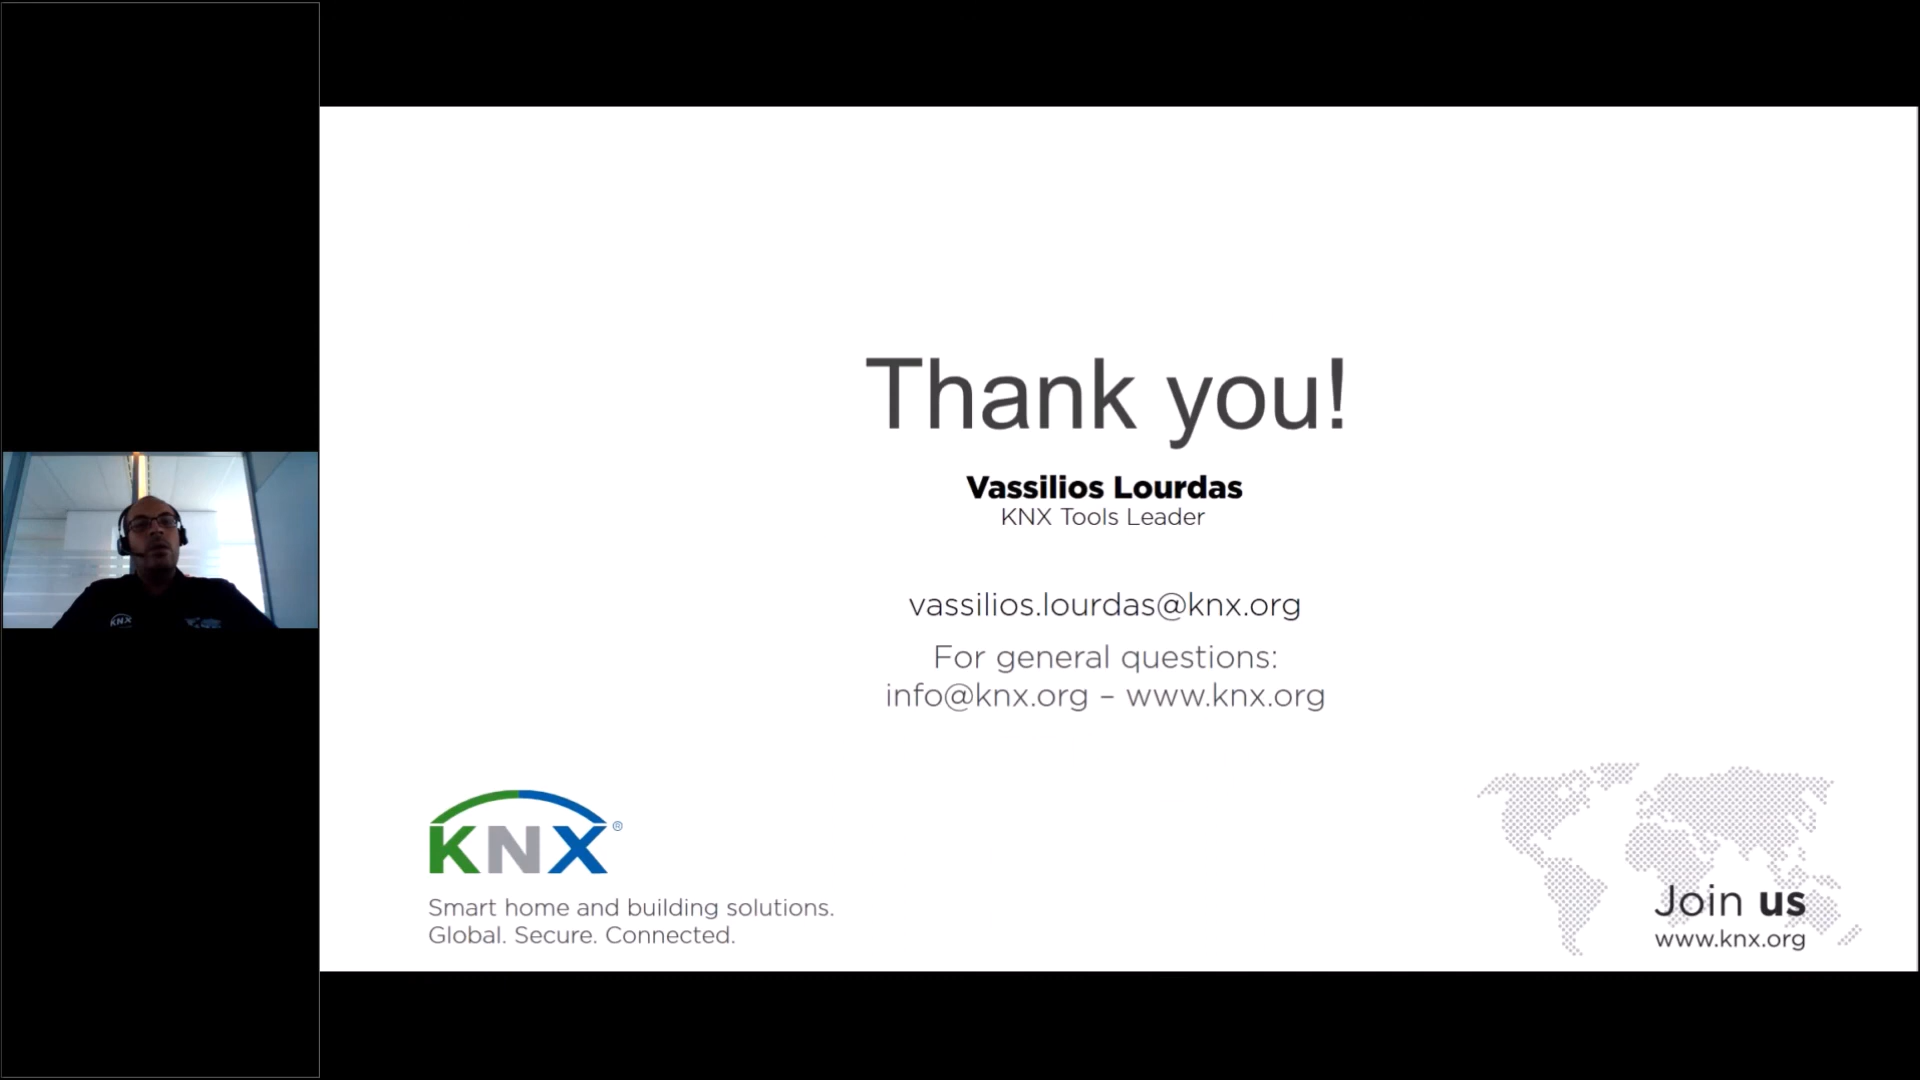 Thank you!
Vassilios Lourdas
KNX Tools Leader
vassilios.lourdas@knx.org
For general questions:
info@knx.org – www.knx.org
KNX®
Smart home and building solutions.
Global. Secure. Connected.
Join us
www.knx.org
KNX